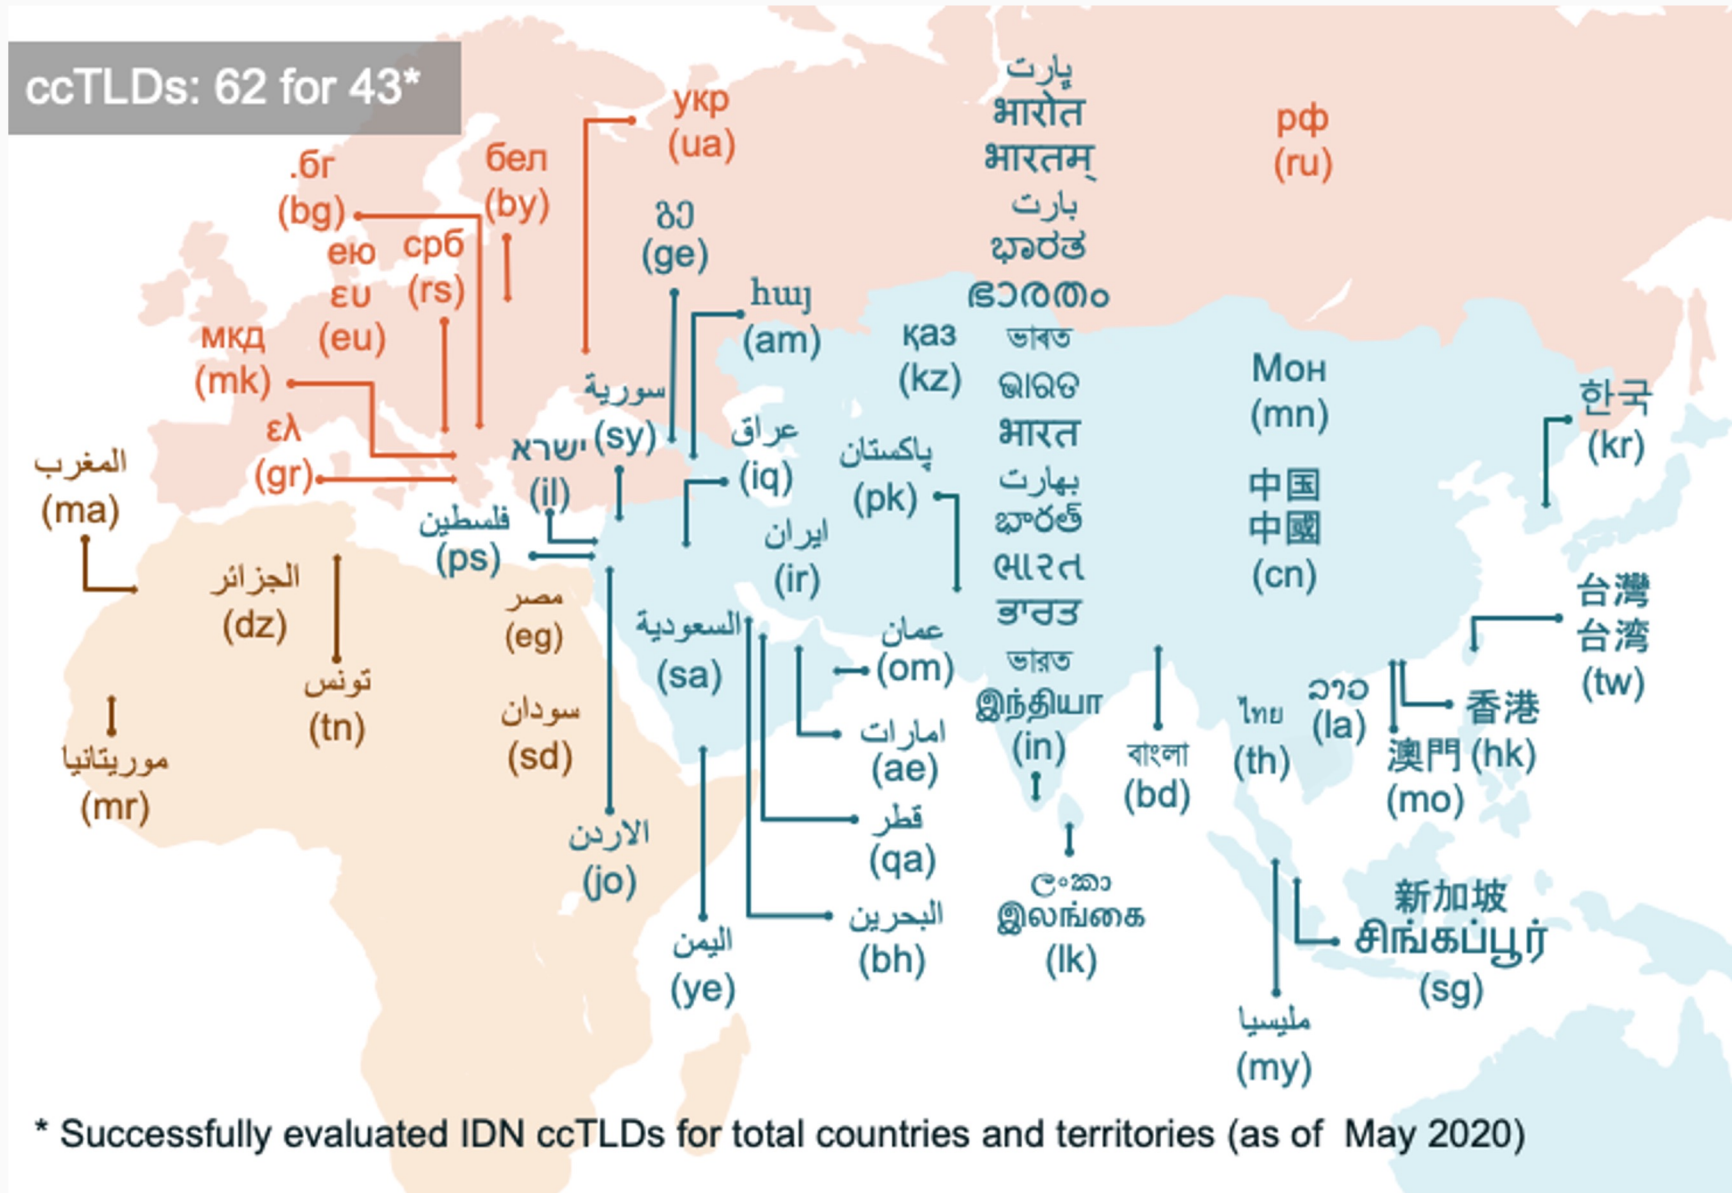 ccTLDs: 62 for 43*
укр
(ua)
.бг
(bg)
бел
(by)
ею
ευ
(eu)
срб
(rs)
мкд
(mk)
ελ
(gr)
рф
(ru)
გე
(ge)
հայ
(am)
қаз
(kz)
سورية
(sy)
ישרא
(il)
عراق
(iq)
فلسطين
(ps)
ایران
(ir)
پاکستان
(pk)
المغرب
(ma)
الجزائر
(dz)
تونس
(tn)
موريتانيا
(mr)
مصر
(eg)
سودان
(sd)
السعودية
(sa)
عمان
(om)
امارات
(ae)
قطر
(qa)
البحرين
(bh)
الاردن
(jo)
اليمن
(ye)
ڀارت
भारोत
भारतम्
بارت
ಭಾರತ
ഭാരതം
ভাৰত
ଭାରତ
भारत
بھارت
భారత్
ભારત
ਭਾਰਤ
ভারত
இந்தியா
(in)
ලංකා
இலங்கை
(lk)
বাংলা
(bd)
Мон
(mn)
中国
中國
(cn)
한국
(kr)
台灣
台湾
(tw)
香港
(hk)
澳門
(mo)
ລາວ
(la)
ไทย
(th)
新加坡
சிங்கப்பூர்
(sg)
مليسيا
(my)
* Successfully evaluated IDN ccTLDs for total countries and territories (as of May 2020)